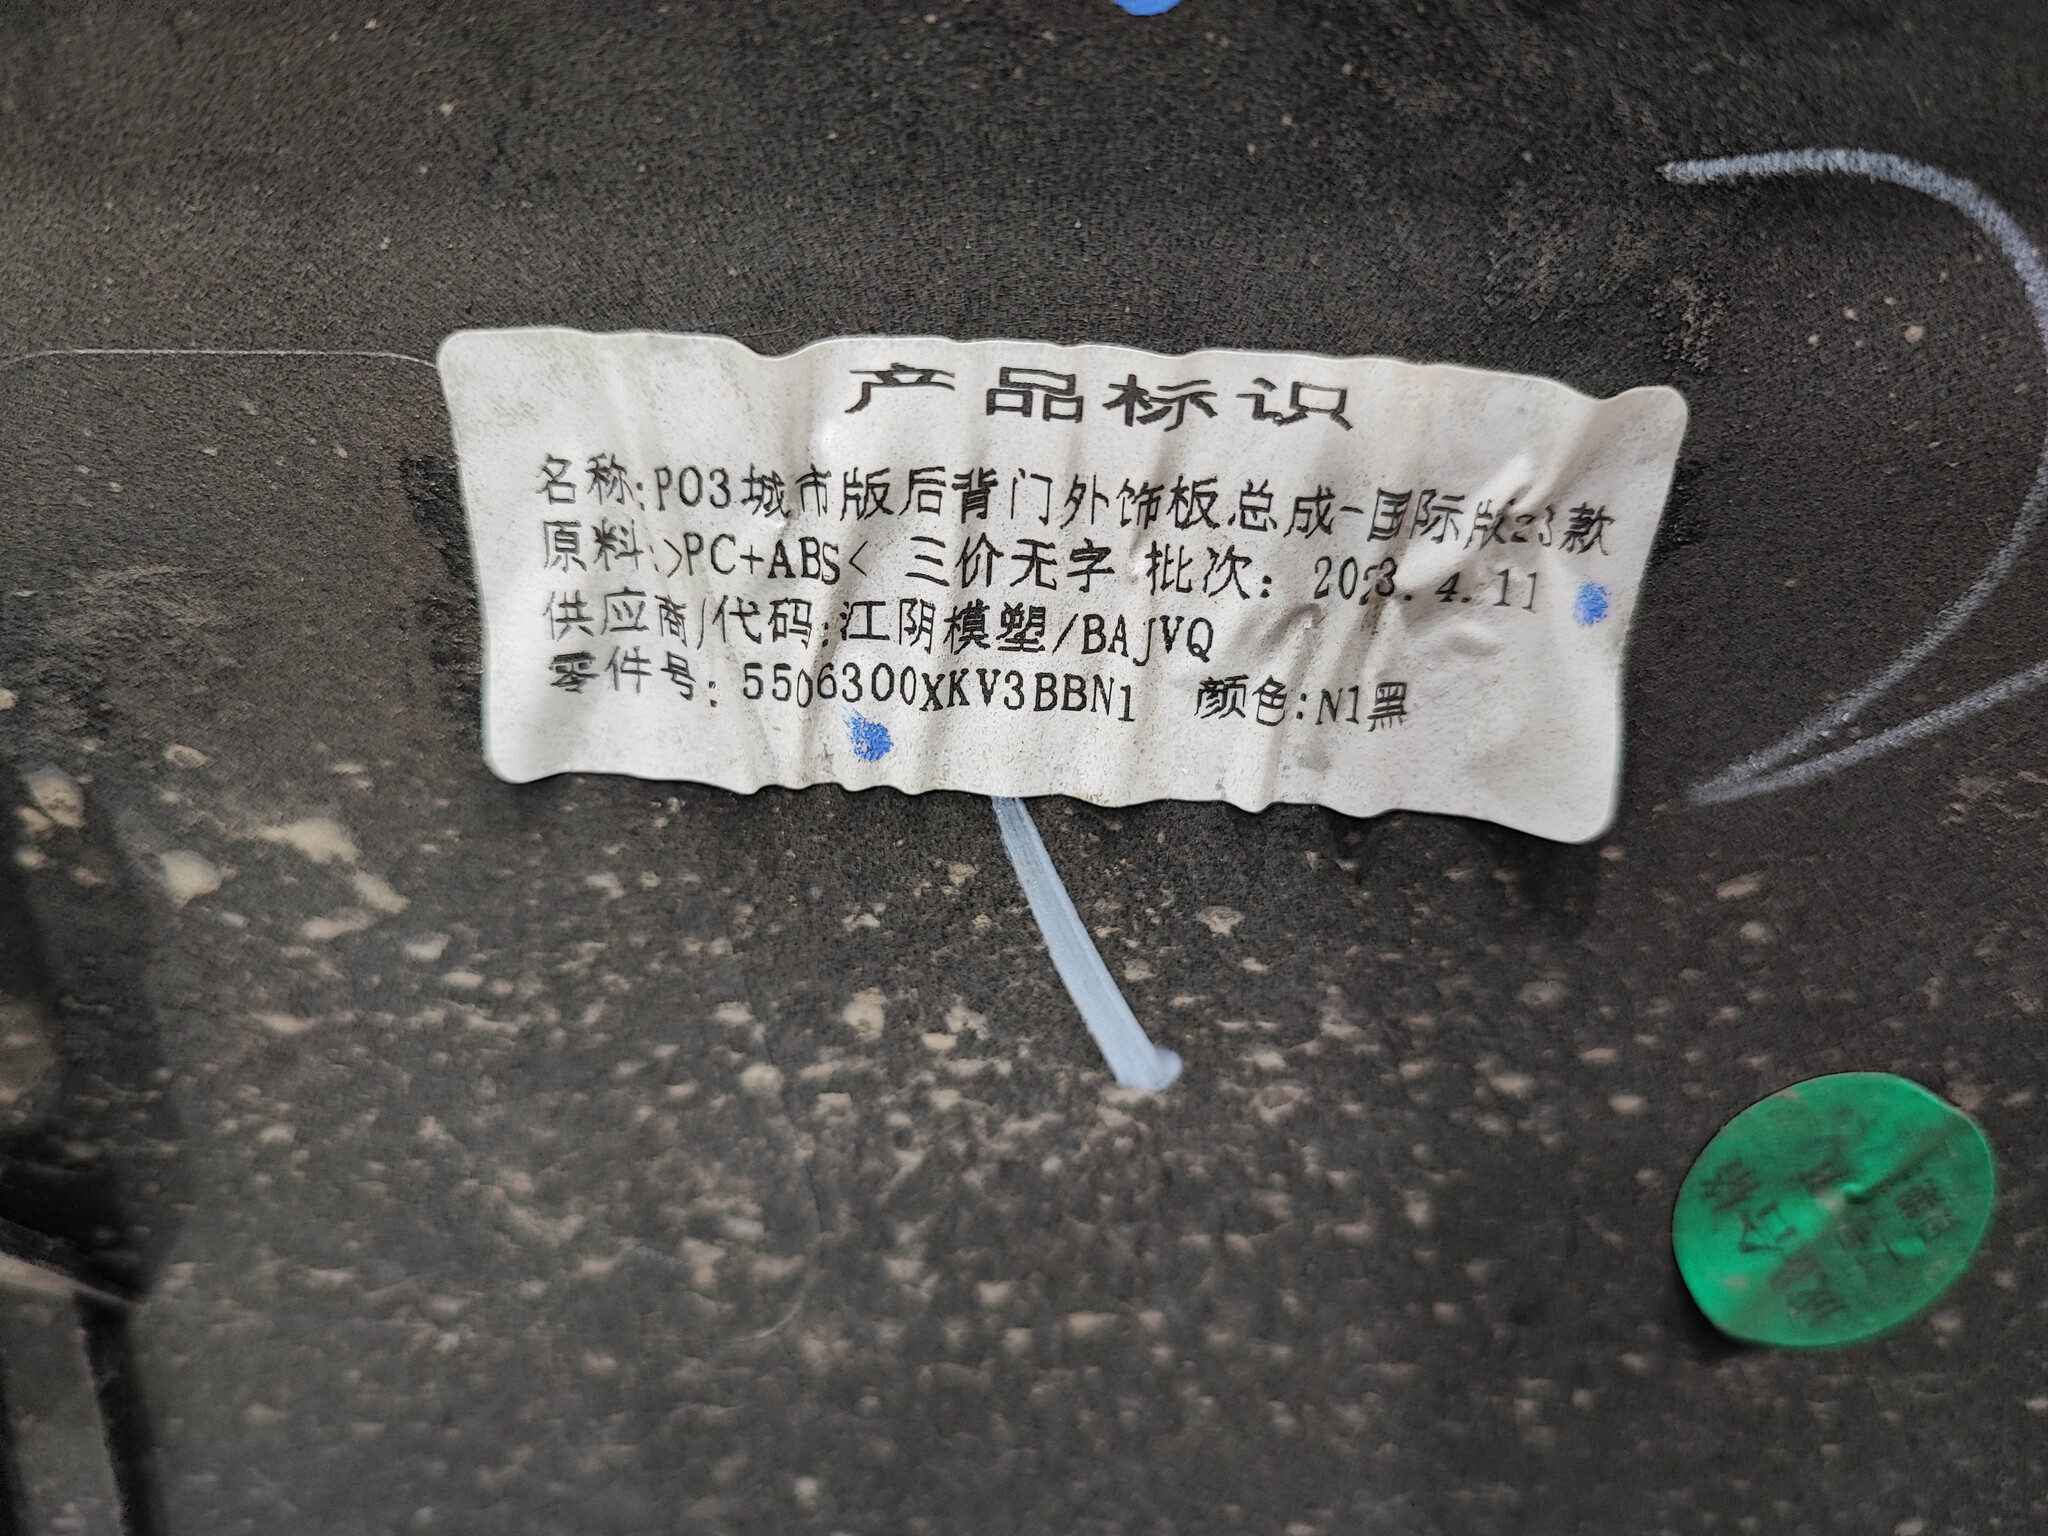 产品标识
名称:P03城市版后背门外饰板总成-国际版23款
原料:>PC+ABS< 三价无字 批次: 2023.4.11
供应商/代码:江阴模塑/BAJVQ
零件号: 5506300XKV3BBN1 颜色:N1黑